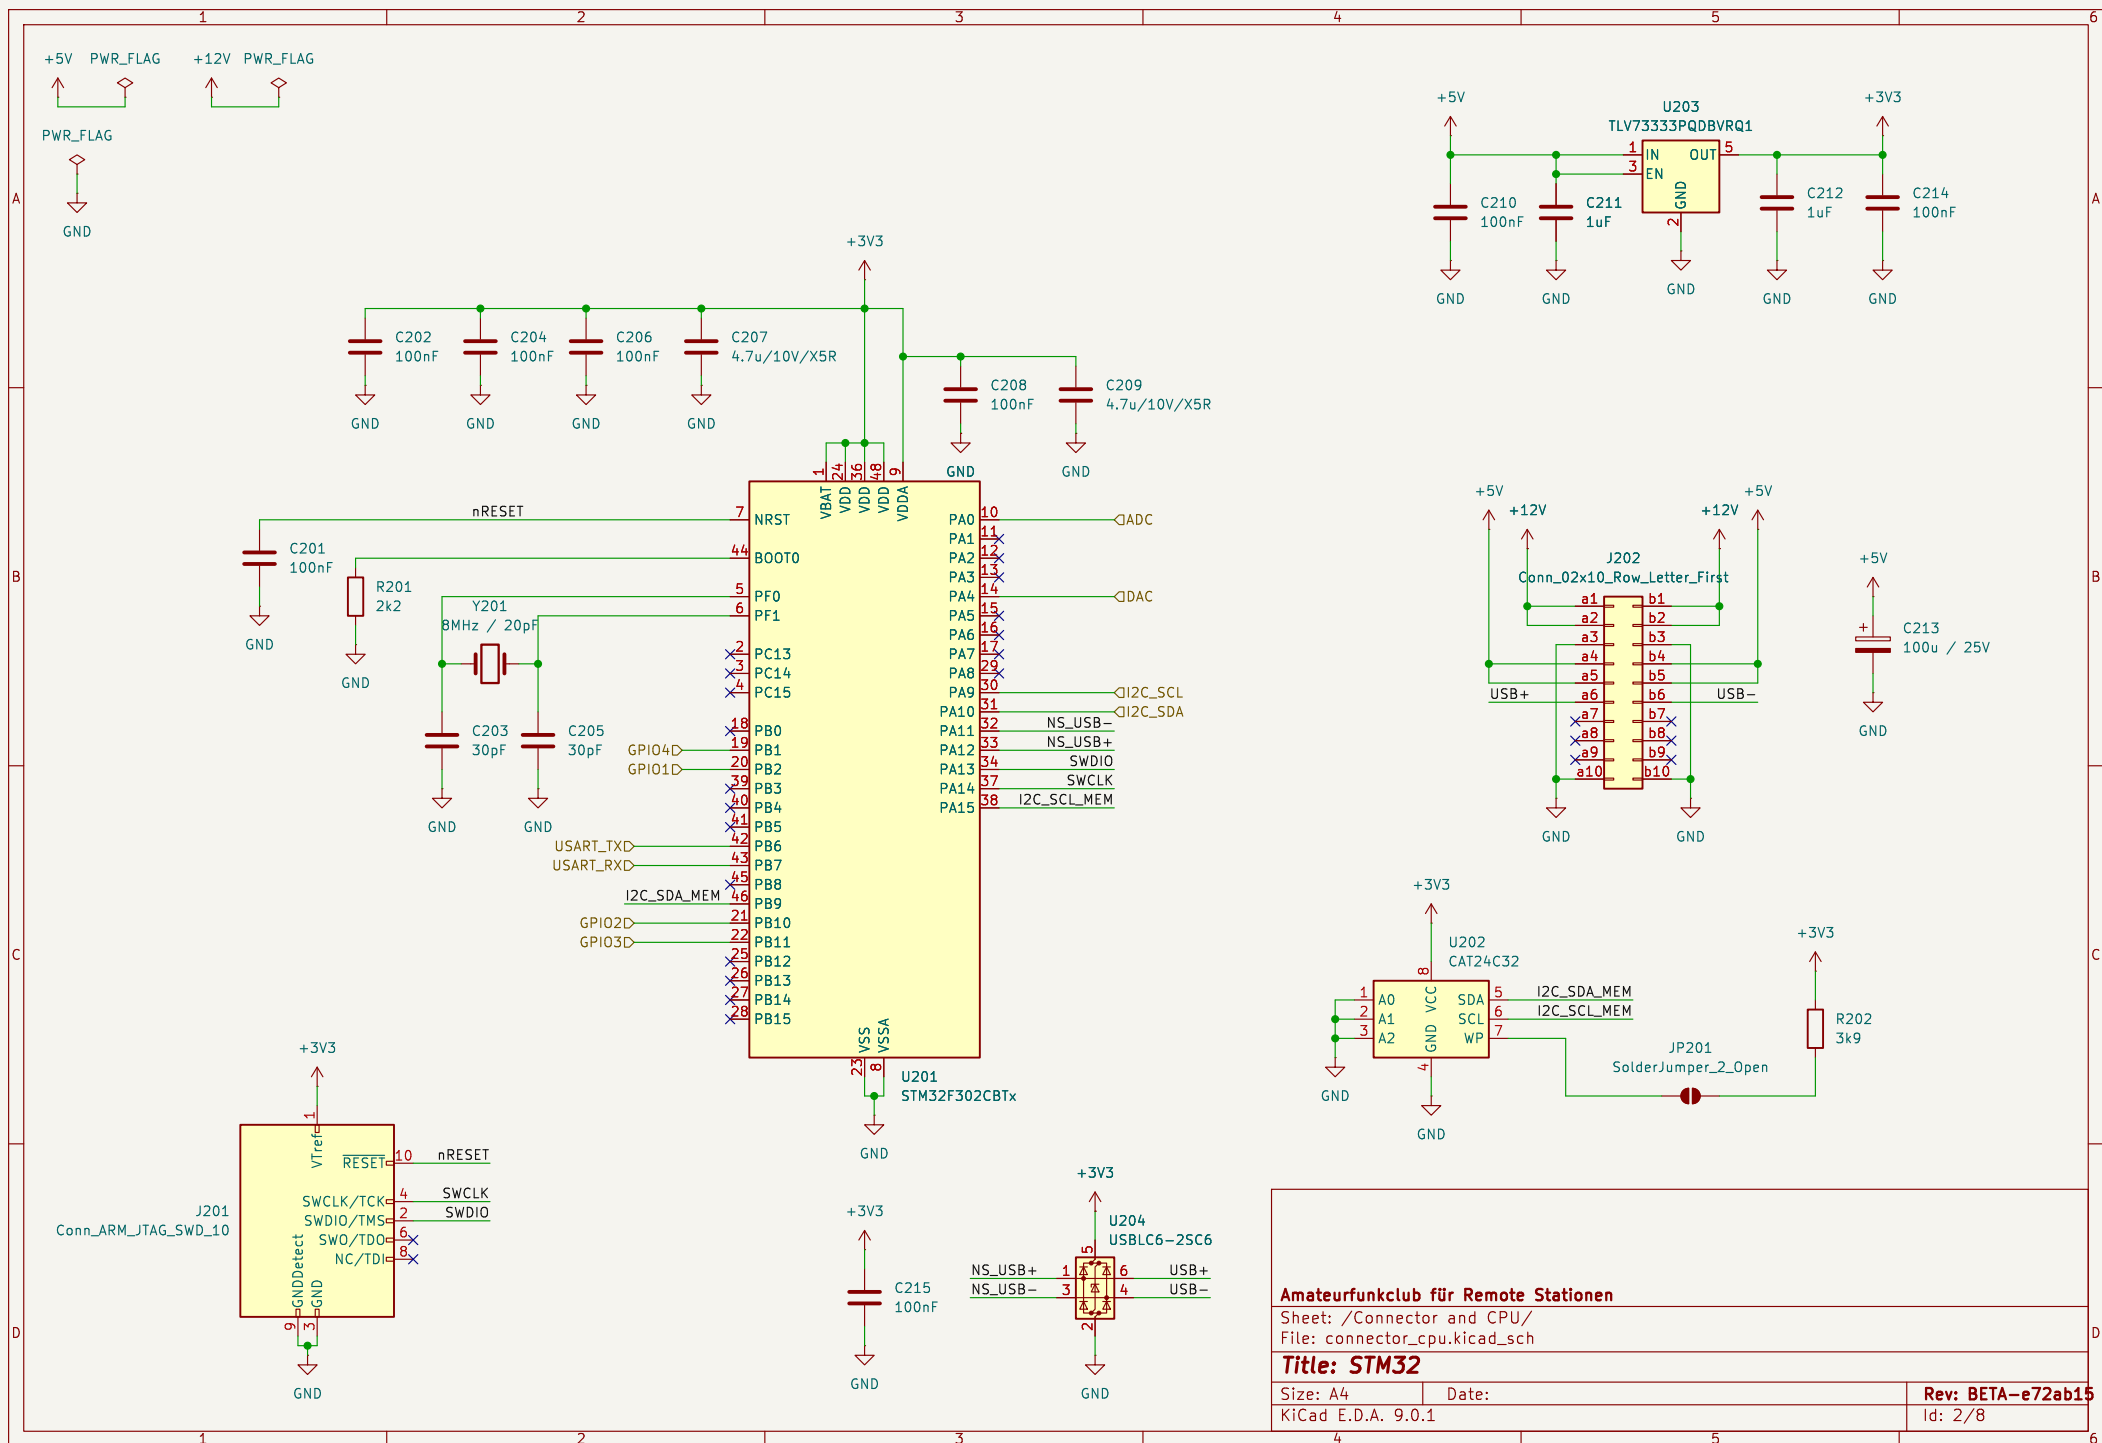 1 2 3 4 5 6
+5V PWR_FLAG +12V PWR_FLAG
PWR_FLAG
GND
A
A
B
B
C
C
D
D
+5V
U203
TLV73333PQDBVRQ1
+3V3
1 IN OUT 5
3 EN
GND
2
C210
100nF
C211
1uF
C212
1uF
C214
100nF
GND GND GND GND GND
+3V3
C202
100nF
C204
100nF
C206
100nF
C207
4.7u/10V/X5R
C208
100nF
C209
4.7u/10V/X5R
GND GND GND GND
GND GND
1 24 36 48 9
VBAT VDD VDD VDD VDDA
nRESET
7 NRST
44 BOOT0
5 PF0
6 PF1
2 PC13
3 PC14
4 PC15
18 PB0
GPIO4 19 PB1
GPIO1 20 PB2
39 PB3
40 PB4
41 PB5
USART_TX 42 PB6
USART_RX 43 PB7
45 PB8
I2C_SDA_MEM 46 PB9
GPIO2 21 PB10
GPIO3 22 PB11
25 PB12
26 PB13
27 PB14
28 PB15
PA0 10 ADC
PA1 11
PA2 12
PA3 13
PA4 14 DAC
PA5 15
PA6 16
PA7 17
PA8 29
PA9 30 I2C_SCL
PA10 31 I2C_SDA
PA11 32 NS_USB-
PA12 33 NS_USB+
PA13 34 SWDIO
PA14 37 SWCLK
PA15 38 I2C_SCL_MEM
VSS VSSA
23 8
U201
STM32F302CBTx
GND
C201
100nF
GND
R201
2k2
GND
Y201
8MHz / 20pF
C203
30pF
C205
30pF
GND GND
+5V +5V
+12V +12V
J202
Conn_02x10_Row_Letter_First
a1 b1
a2 b2
a3 b3
a4 b4
a5 b5
USB+ a6 b6 USB-
a7 b7
a8 b8
a9 b9
a10 b10
GND GND
+5V
+
C213
100u / 25V
GND
+3V3
U202
CAT24C32
8
VCC
1 A0 SDA 5 I2C_SDA_MEM
2 A1 SCL 6 I2C_SCL_MEM
3 A2 WP 7
GND
4
GND
GND
+3V3
R202
3k9
JP201
SolderJumper_2_Open
+3V3
1
VTref
RESET 10 nRESET
SWCLK/TCK 4 SWCLK
SWDIO/TMS 2 SWDIO
SWO/TDO 6
NC/TDI 8
GNDDetect GND
9 3
J201
Conn_ARM_JTAG_SWD_10
GND
+3V3
C215
100nF
GND
+3V3
U204
USBLC6-2SC6
5
NS_USB+ 1 6 USB+
NS_USB- 3 4 USB-
2
GND
Amateurfunkclub für Remote Stationen
Sheet: /Connector and CPU/
File: connector_cpu.kicad_sch
Title: STM32
Size: A4 Date: Rev: BETA-e72ab15
KiCad E.D.A. 9.0.1 Id: 2/8
1 2 3 4 5 6